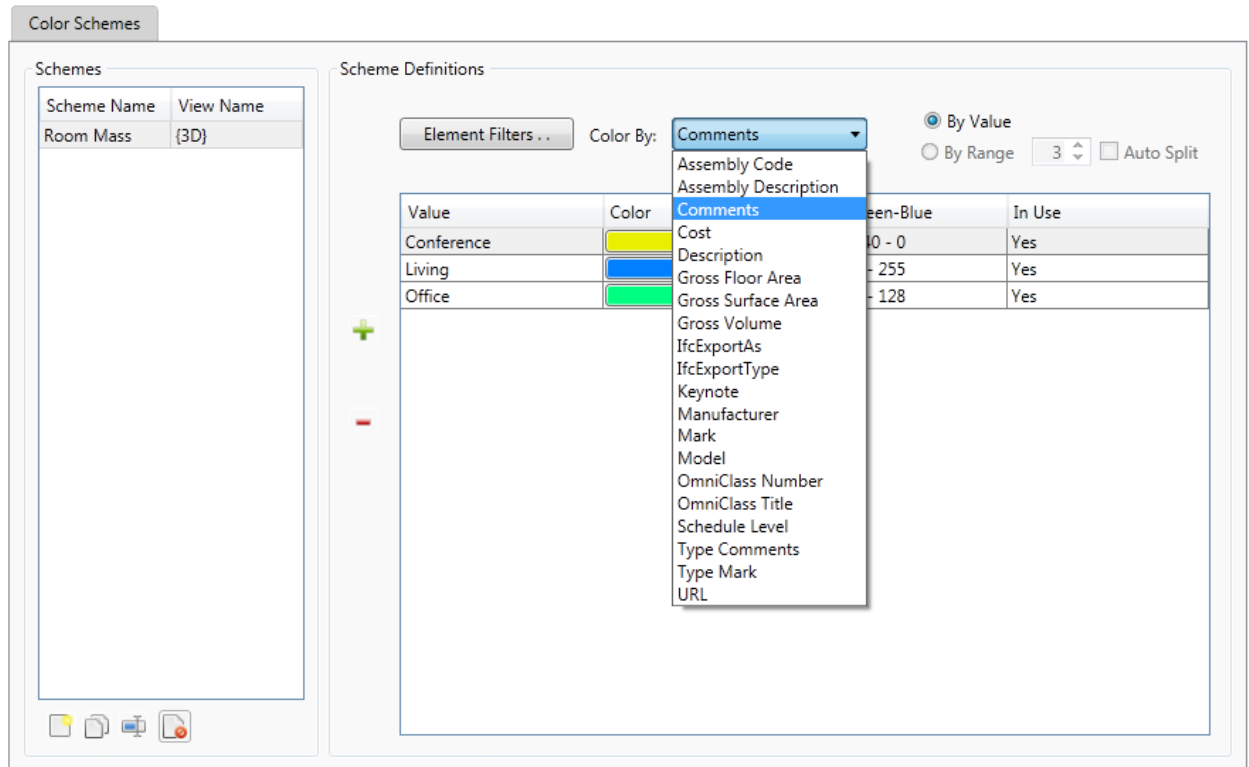 Color Schemes
Schemes
Scheme Name View Name
Room Mass {3D}
Scheme Definitions
Element Filters . . Color By: Comments
By Value
By Range 3 Auto Split
Assembly Code
Assembly Description
Comments
Cost
Description
Gross Floor Area
Gross Surface Area
Gross Volume
IfcExportAs
IfcExportType
Keynote
Manufacturer
Mark
Model
OmniClass Number
OmniClass Title
Schedule Level
Type Comments
Type Mark
URL
Value Color een-Blue In Use
Conference 40 - 0 Yes
Living - 255 Yes
Office - 128 Yes